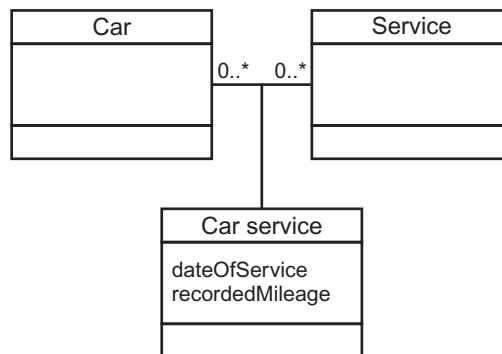 Car
Service
0..* 0..*
Car service
dateOfService
recordedMileage